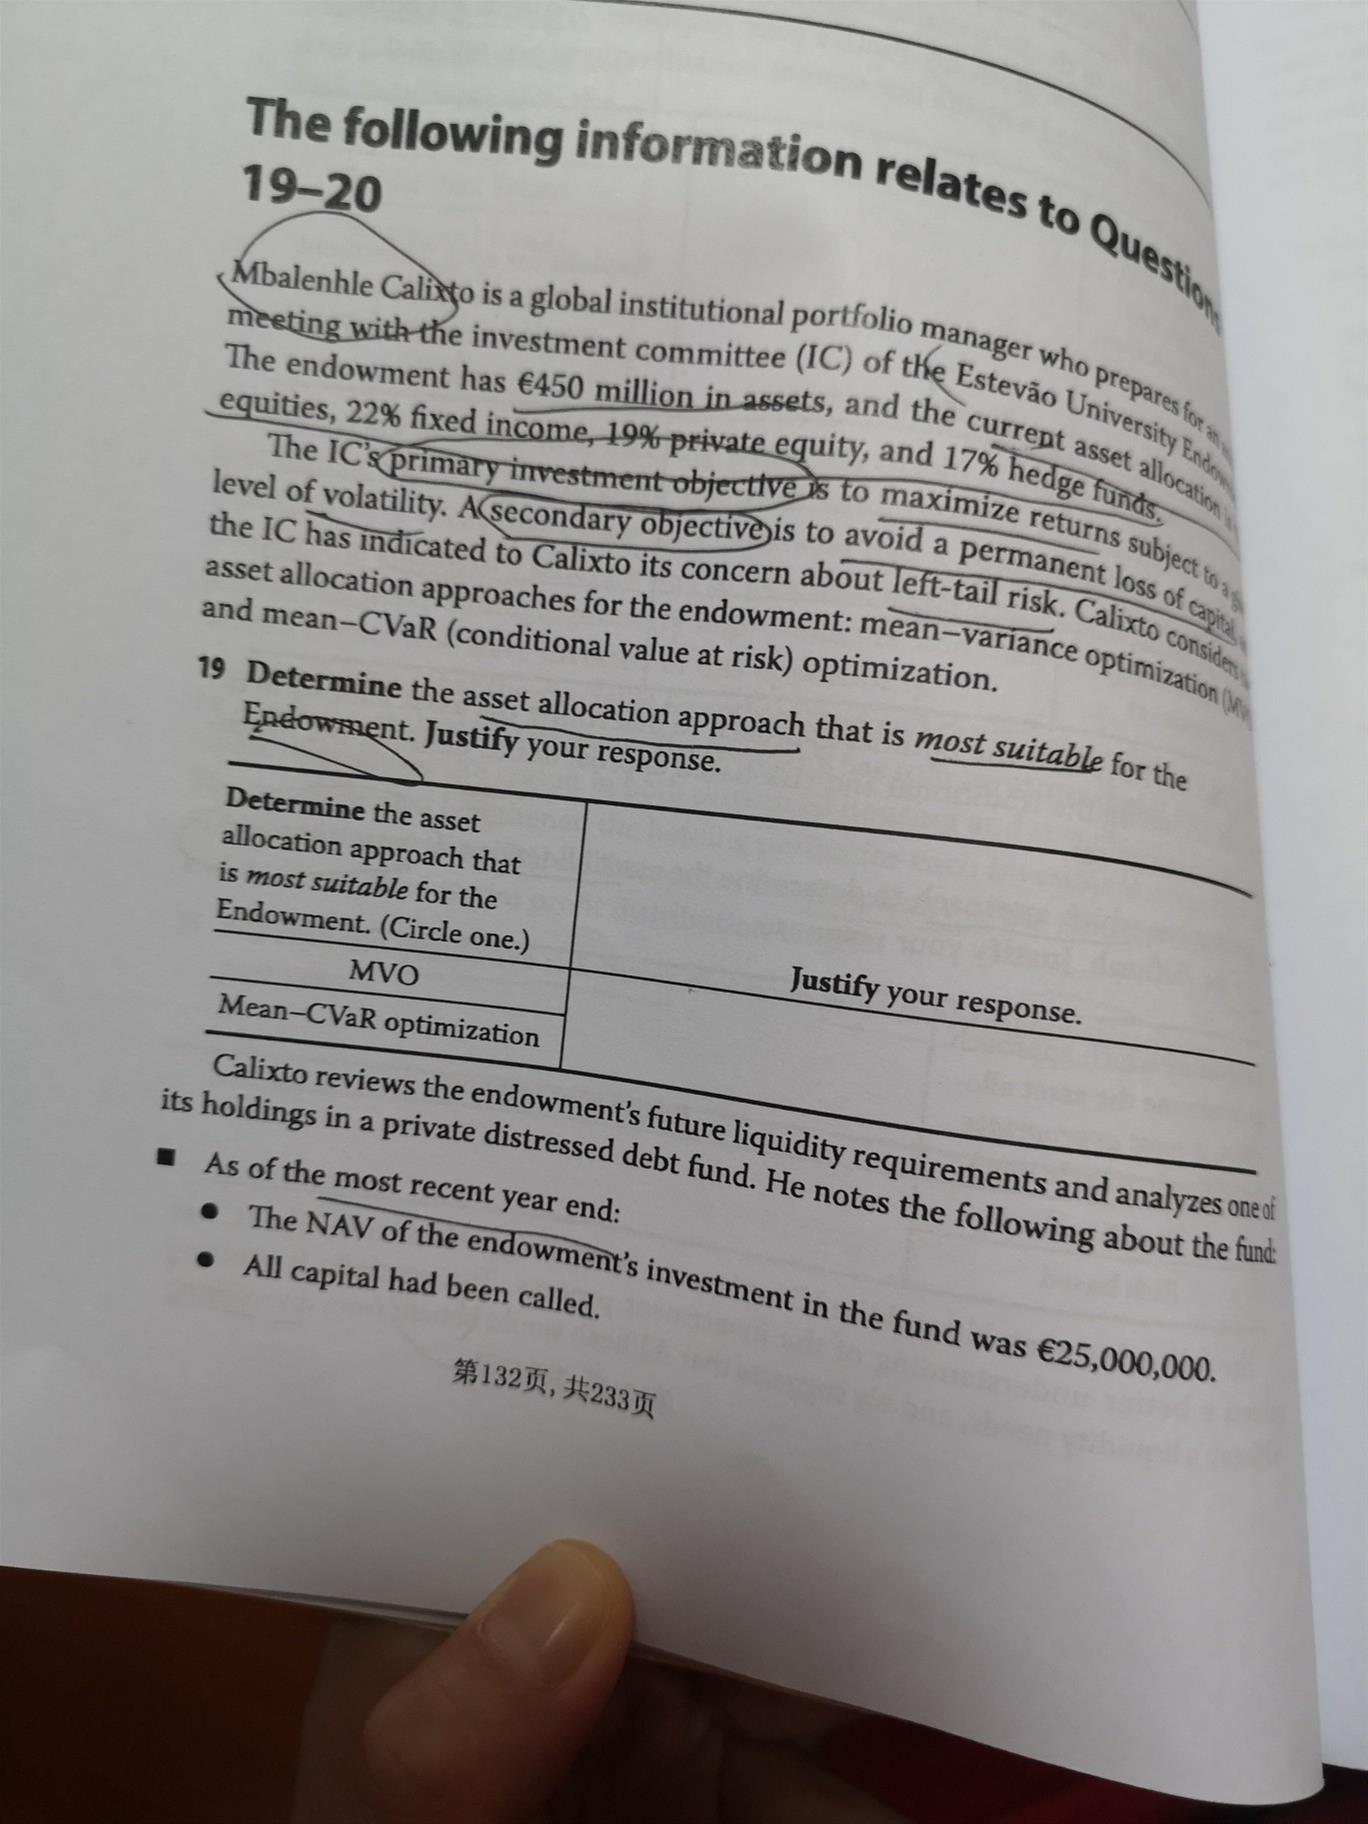 The following information relates to Questions
19–20
Mbalenhle Calixto is a global institutional portfolio manager who prepares for an
meeting with the investment committee (IC) of the Estevão University
The endowment has €450 million in assets, and the current asset allocation is
equities, 22% fixed income, 19% private equity, and 17% hedge funds.
The IC's primary investment objective is to maximize returns subject to a
level of volatility. A secondary objective is to avoid a permanent loss of capital,
the IC has indicated to Calixto its concern about left-tail risk. Calixto considers
asset allocation approaches for the endowment: mean–variance optimization
and mean–CVaR (conditional value at risk) optimization.
19 Determine the asset allocation approach that is most suitable for the
Endowment. Justify your response.
Determine the asset
allocation approach that
is most suitable for the
Endowment. (Circle one.)
Justify your response.
MVO
Mean–CVaR optimization
Calixto reviews the endowment's future liquidity requirements and analyzes one of
its holdings in a private distressed debt fund. He notes the following about the fund:
■ As of the most recent year end:
● The NAV of the endowment's investment in the fund was €25,000,000.
● All capital had been called.
第132页, 共233页